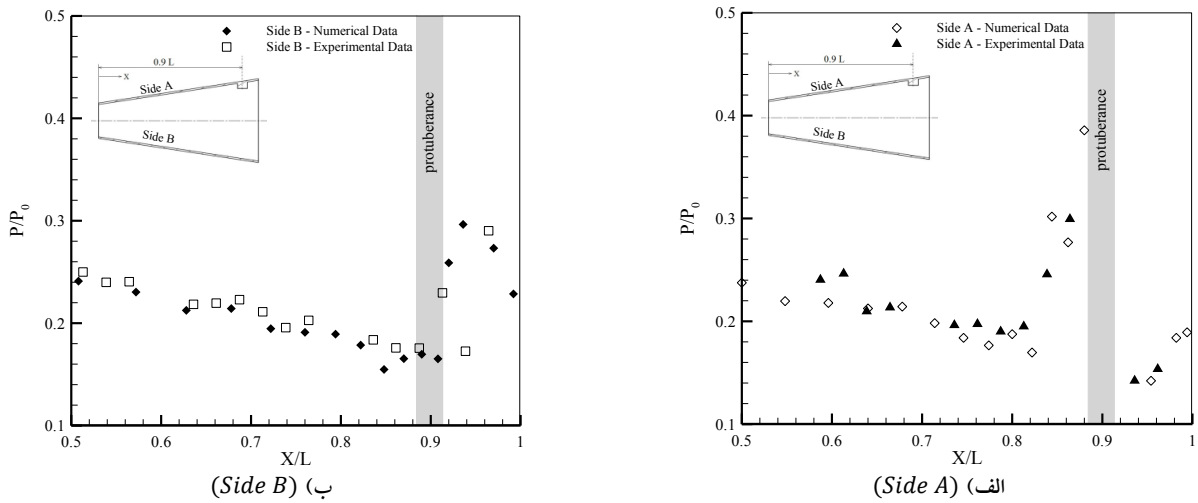 0.5
0.4
0.3
0.2
0.1
P/P0
0.5
0.6
0.7
0.8
0.9
1
X/L
Side B - Numerical Data
Side B - Experimental Data
0.9 L
X
Side A
Side B
protuberance
ب) (Side B)
0.5
0.4
0.3
0.2
0.1
P/P0
0.5
0.6
0.7
0.8
0.9
1
X/L
Side A - Numerical Data
Side A - Experimental Data
0.9 L
X
Side A
Side B
protuberance
الف) (Side A)